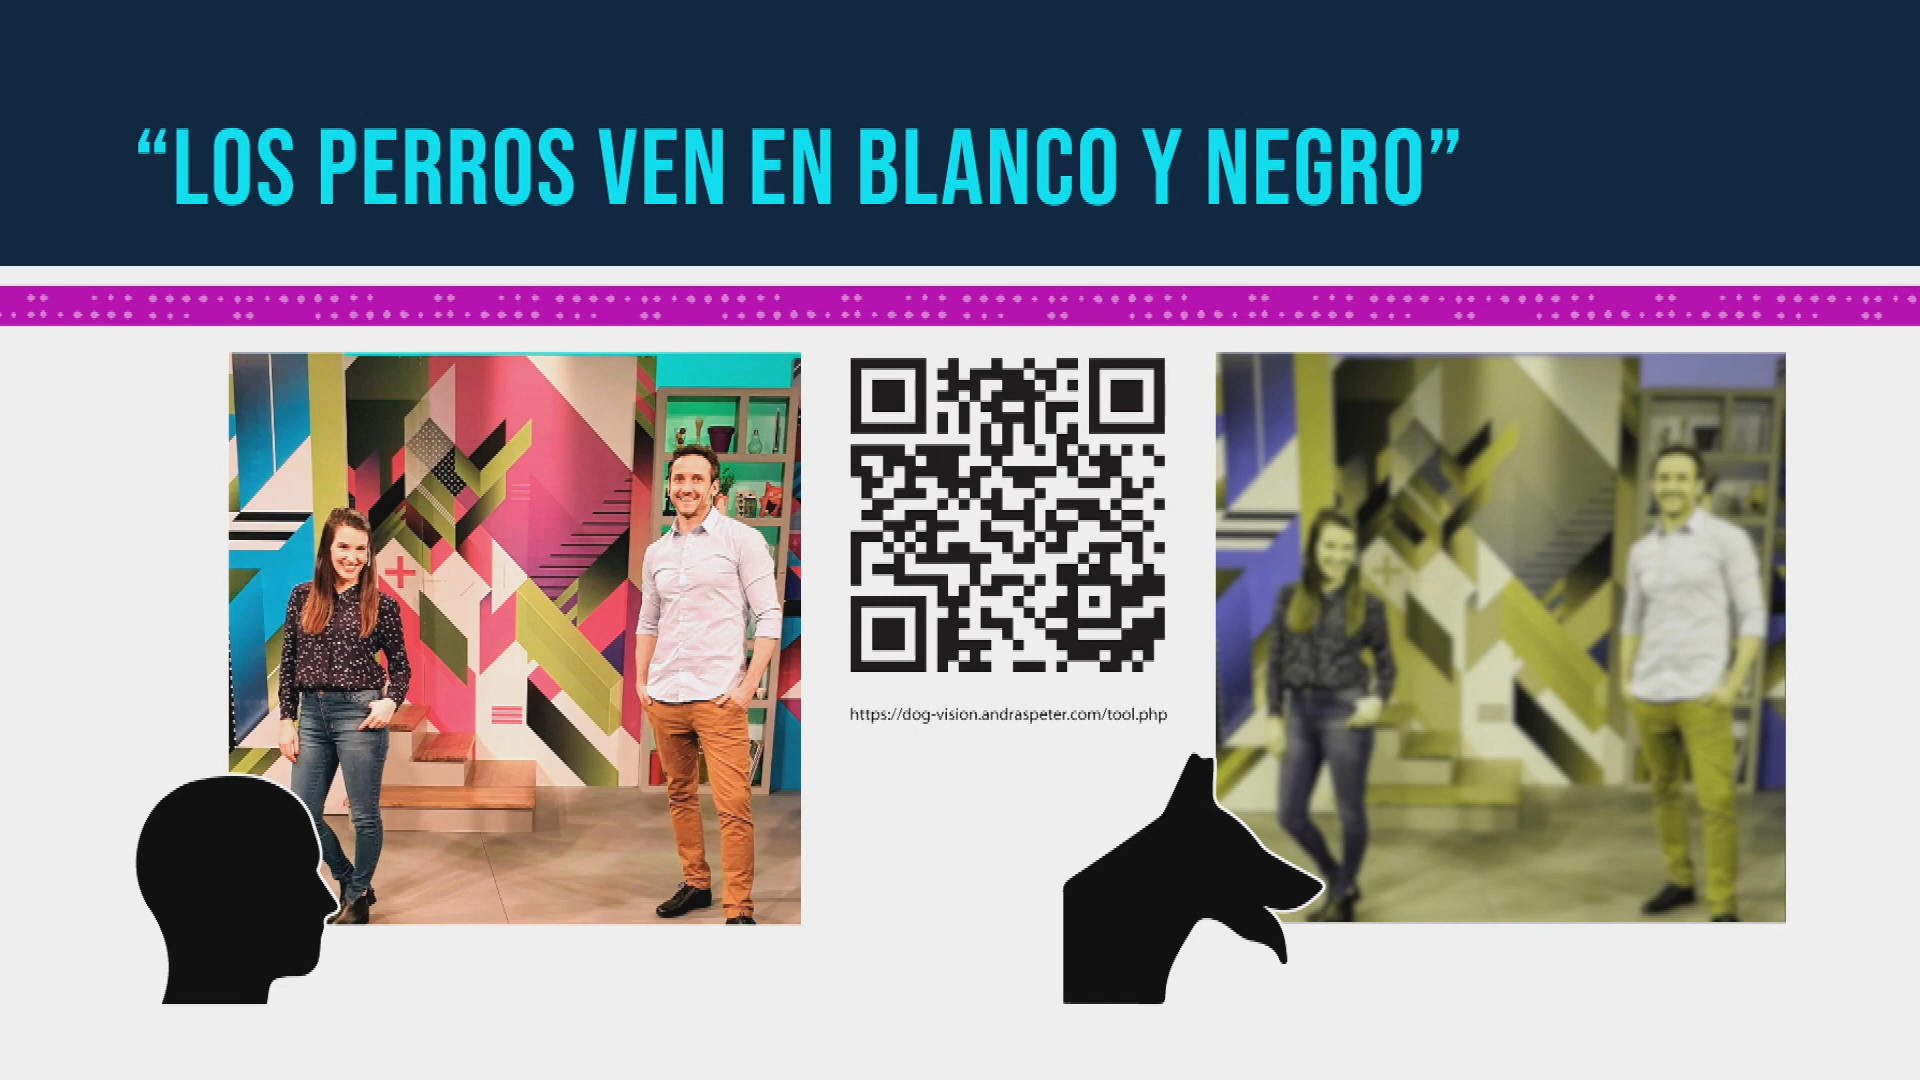 “LOS PERROS VEN EN BLANCO Y NEGRO”
https://dog-vision.andraspeter.com/tool.php